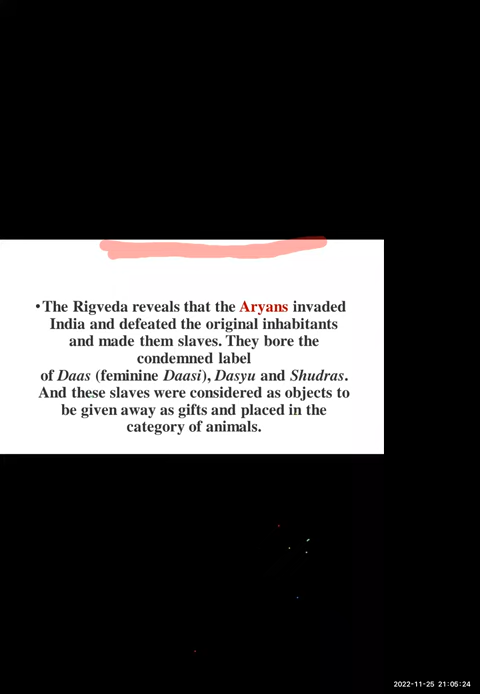 •The Rigveda reveals that the Aryans invaded
India and defeated the original inhabitants
and made them slaves. They bore the
condemned label
of Daas (feminine Daasi), Dasyu and Shudras.
And these slaves were considered as objects to
be given away as gifts and placed in the
category of animals.
2022-11-25 21:05:24